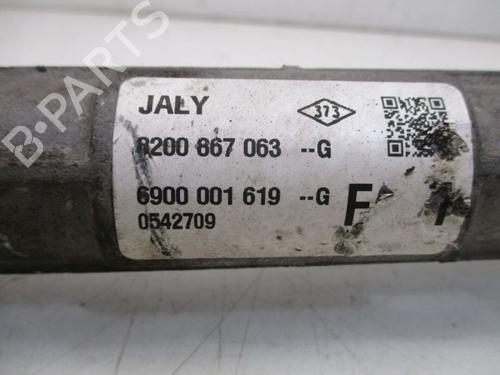 JALY
373
8200 867 063 --G
6900 001 619 --G
0542709
F
B-PARTS